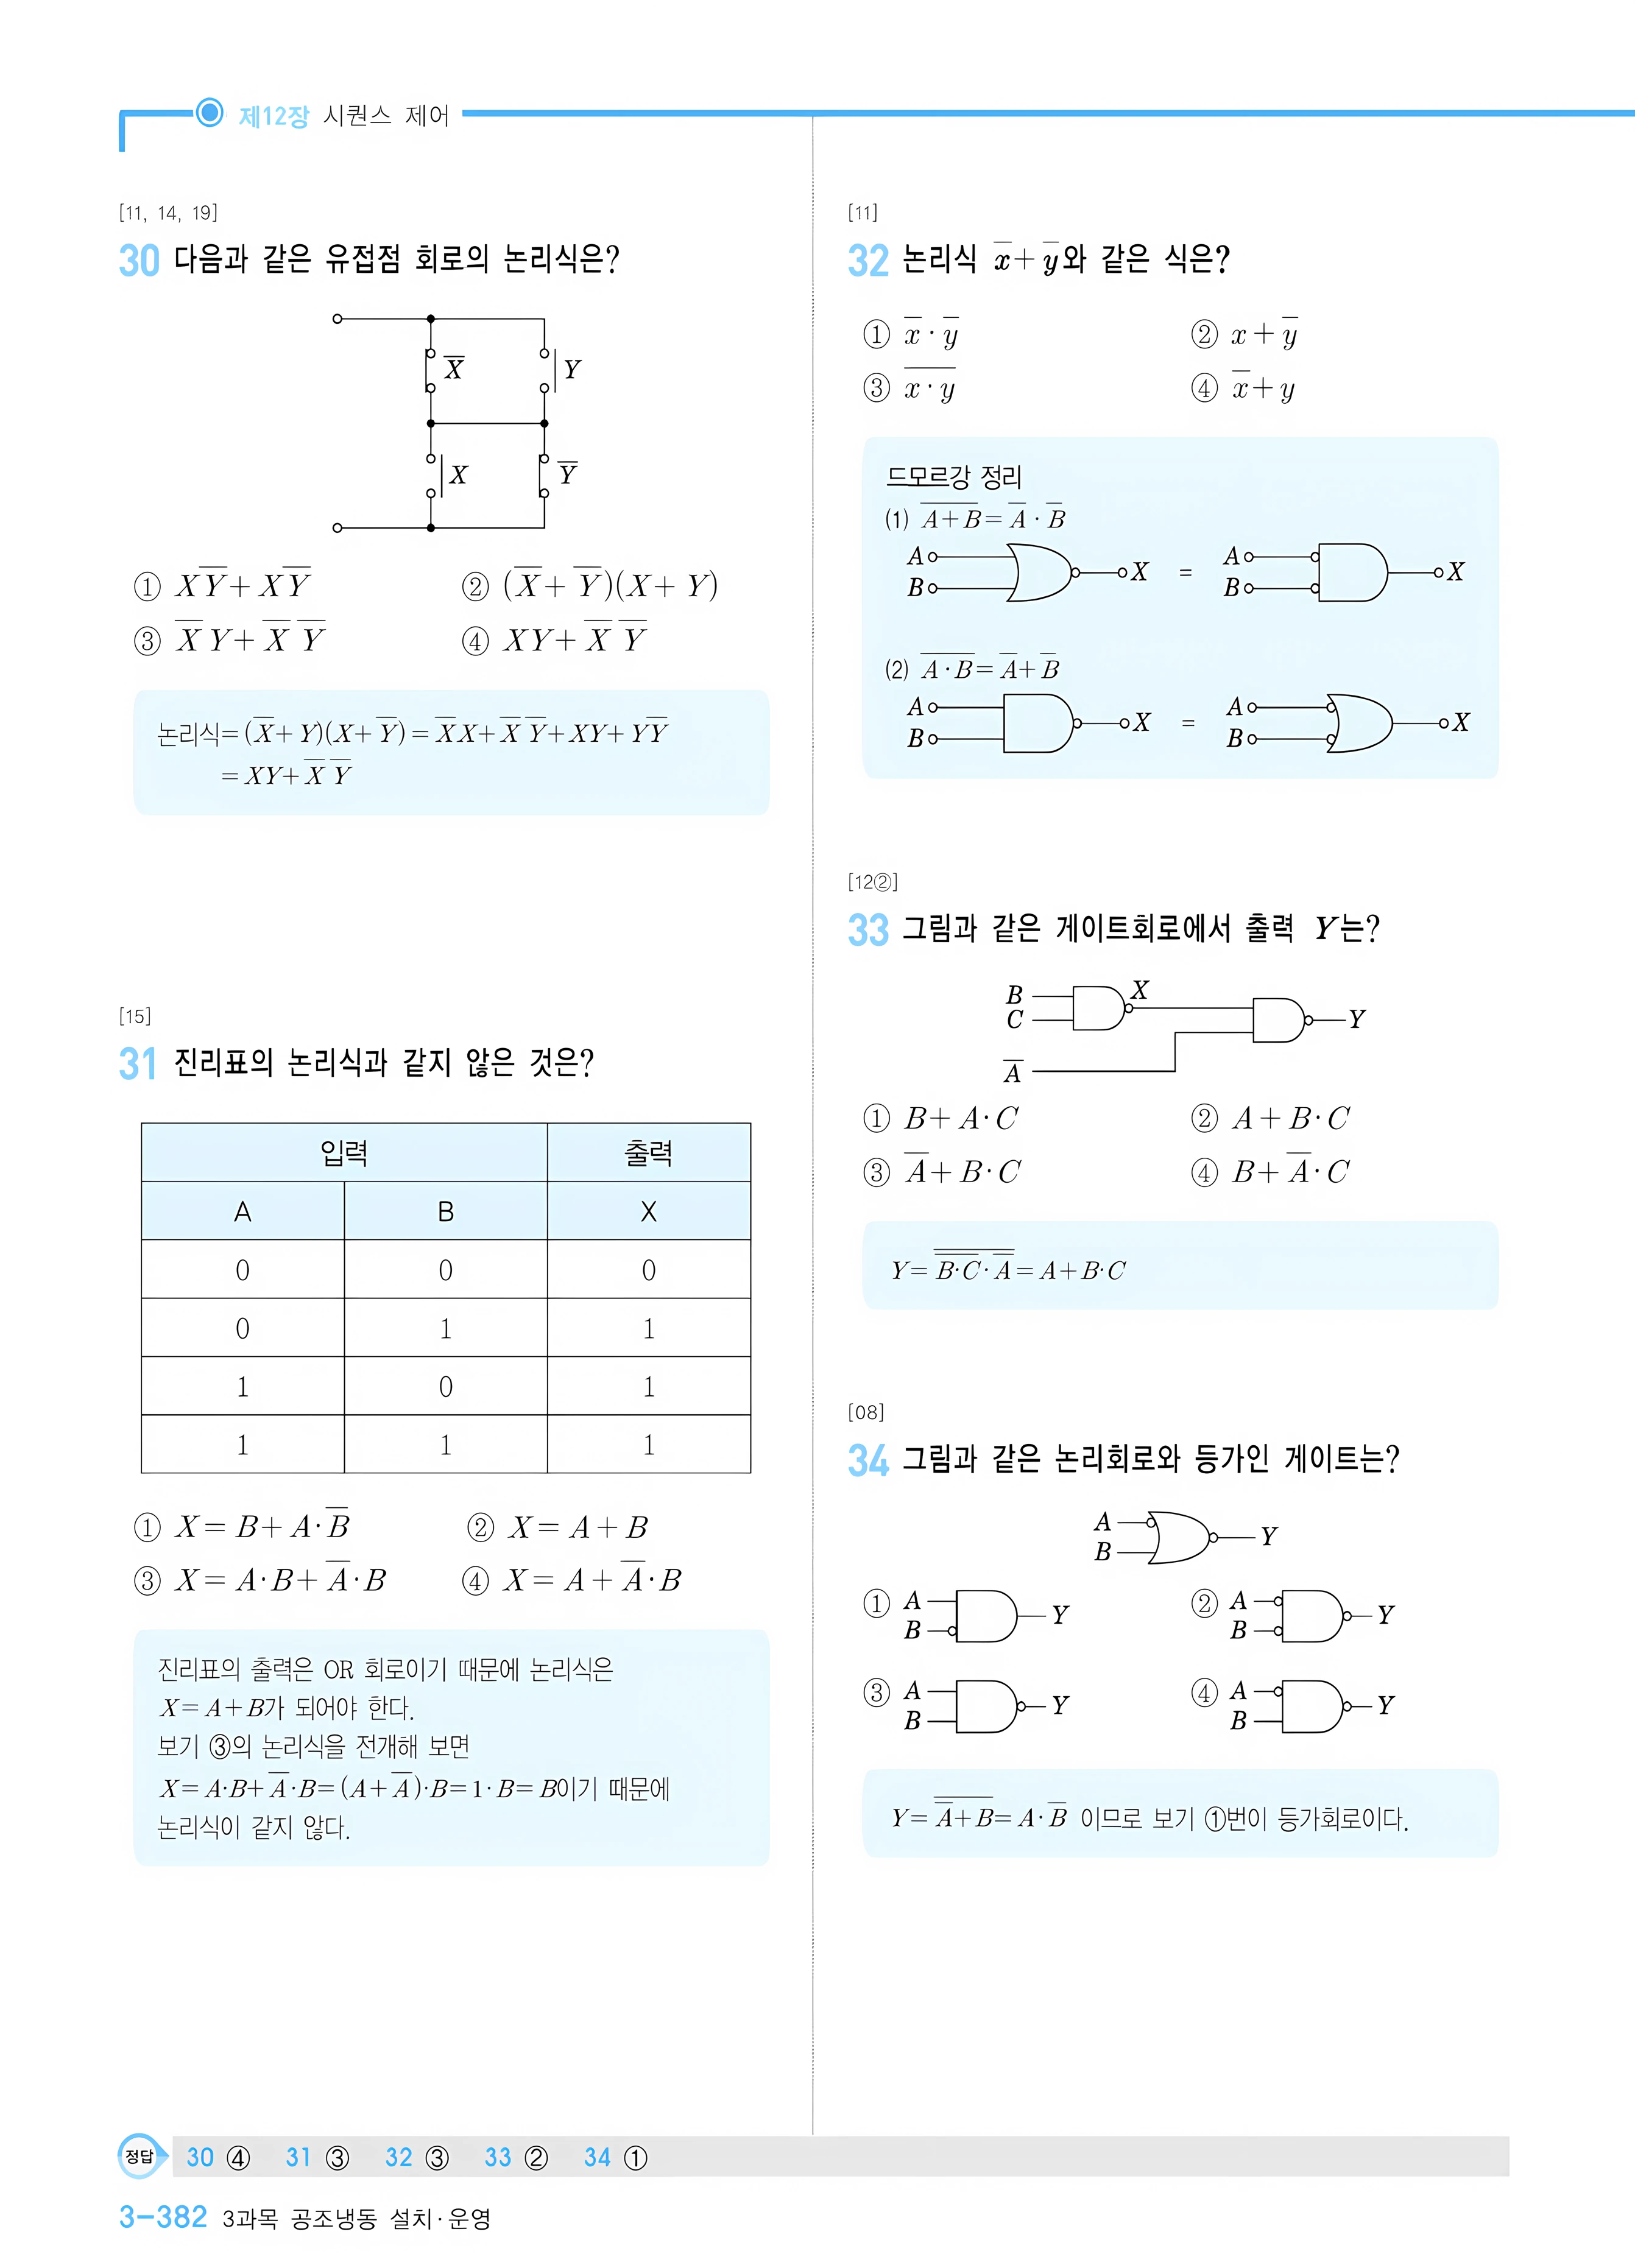 제12장 시퀀스 제어
[11, 14, 19]
30 다음과 같은 유접점 회로의 논리식은?
X̅ Y
X Y̅
① XY̅ + XY̅ ② (X̅ + Y̅)(X + Y)
③ X̅ Y + X̅ Y̅ ④ XY + X̅ Y̅
논리식 = (X̅ + Y)(X + Y̅) = X̅X + X̅ Y̅ + XY + YY̅
= XY + X̅ Y̅
[15]
31 진리표의 논리식과 같지 않은 것은?
입력 출력
A B X
0 0 0
0 1 1
1 0 1
1 1 1
① X = B + A·B̅ ② X = A + B
③ X = A·B + A̅·B ④ X = A + A̅·B
진리표의 출력은 OR 회로이기 때문에 논리식은
X = A + B가 되어야 한다.
보기 ③의 논리식을 전개해 보면
X = A·B + A̅·B = (A + A̅)·B = 1·B = B이기 때문에
논리식이 같지 않다.
[11]
32 논리식 x̅ + y̅와 같은 식은?
① x̅ · y̅ ② x + y̅
③ \overline{x · y} ④ x̅ + y
드모르강 정리
(1) \overline{A + B} = A̅ · B̅
A B X = A B X
(2) \overline{A · B} = A̅ + B̅
A B X = A B X
[12②]
33 그림과 같은 게이트회로에서 출력 Y는?
B C X Y
A̅
① B + A·C ② A + B·C
③ A̅ + B·C ④ B + A̅·C
Y = \overline{\overline{B·C}·A̅} = A + B·C
[08]
34 그림과 같은 논리회로와 등가인 게이트는?
A B Y
① A B Y ② A B Y
③ A B Y ④ A B Y
Y = \overline{A̅ + B} = A·B̅ 이므로 보기 ①번이 등가회로이다.
정답 30 ④ 31 ③ 32 ③ 33 ② 34 ①
3-382 3과목 공조냉동 설치·운영